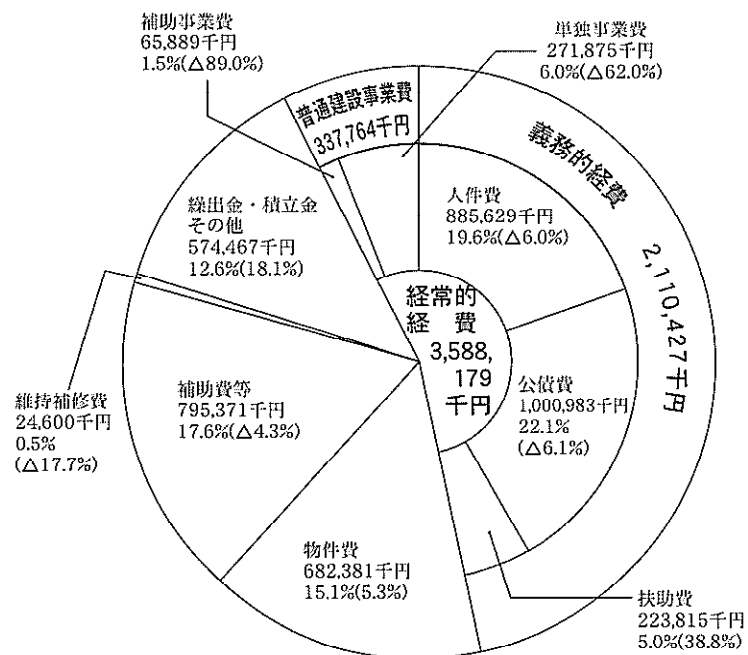 補助事業費
65,889千円
1.5%(△89.0%)
単独事業費
271,875千円
6.0%(△62.0%)
普通建設事業費
337,764千円
義務的経費
2,110,427千円
人件費
885,629千円
19.6%(△6.0%)
繰出金・積立金
その他
574,467千円
12.6%(18.1%)
経常的
経費
3,588,
179
千円
公債費
1,000,983千円
22.1%
(△6.1%)
維持補修費
24,600千円
0.5%
(△17.7%)
補助費等
795,371千円
17.6%(△4.3%)
物件費
682,381千円
15.1%(5.3%)
扶助費
223,815千円
5.0%(38.8%)